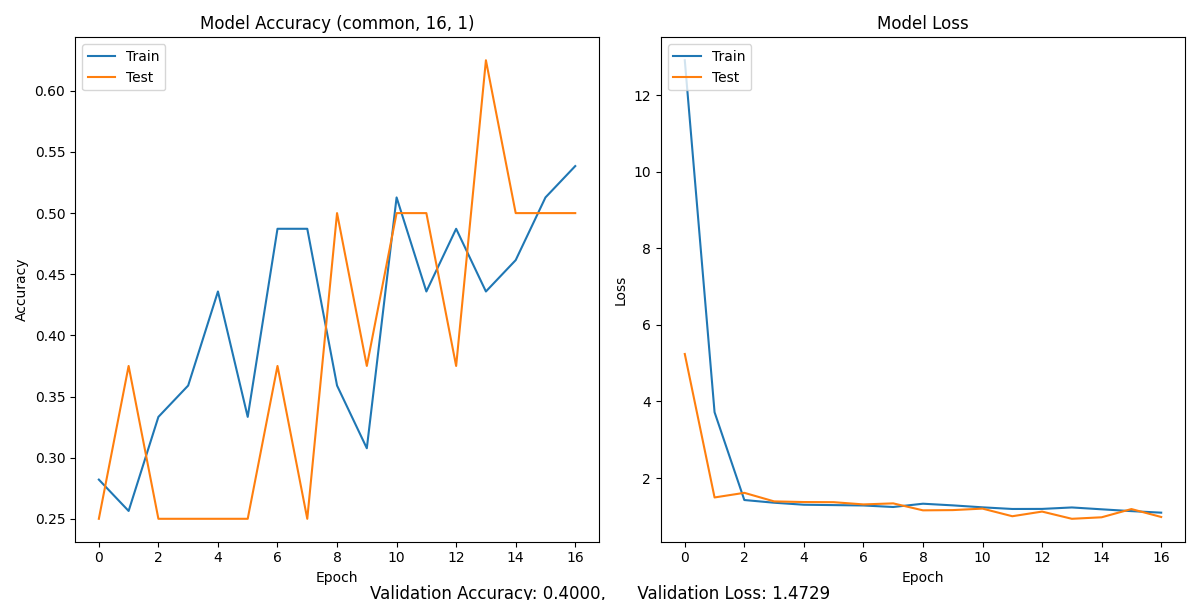 Model Accuracy (common, 16, 1)
Train
Test
0.60
0.55
0.50
0.45
0.40
0.35
0.30
0.25
Accuracy
0 2 4 6 8 10 12 14 16
Epoch
Model Loss
Train
Test
12
10
8
6
4
2
Loss
0 2 4 6 8 10 12 14 16
Epoch
Validation Accuracy: 0.4000, Validation Loss: 1.4729